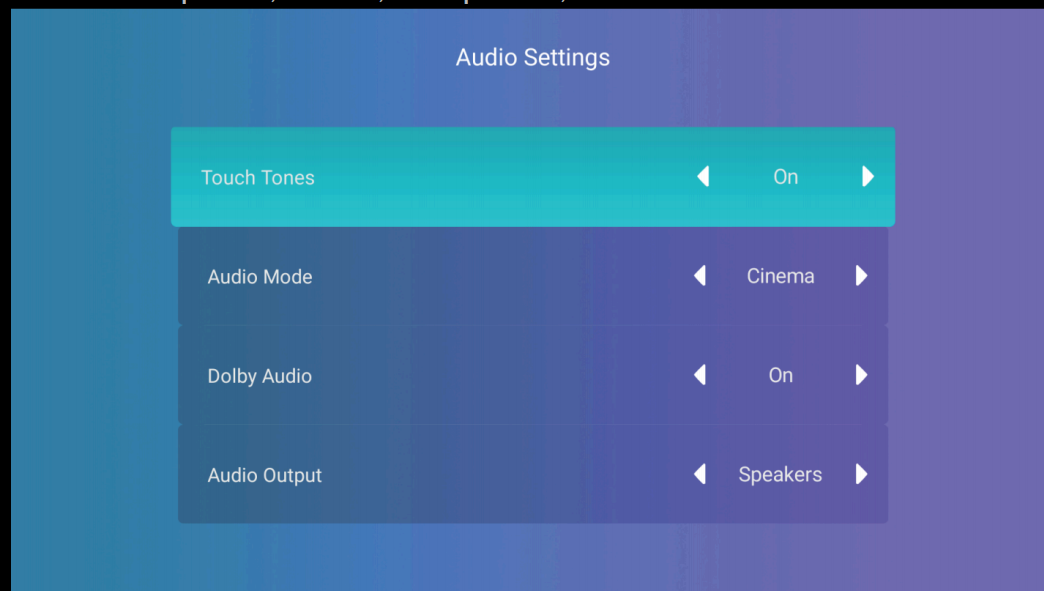 Audio Settings
Touch Tones On
Audio Mode Cinema
Dolby Audio On
Audio Output Speakers